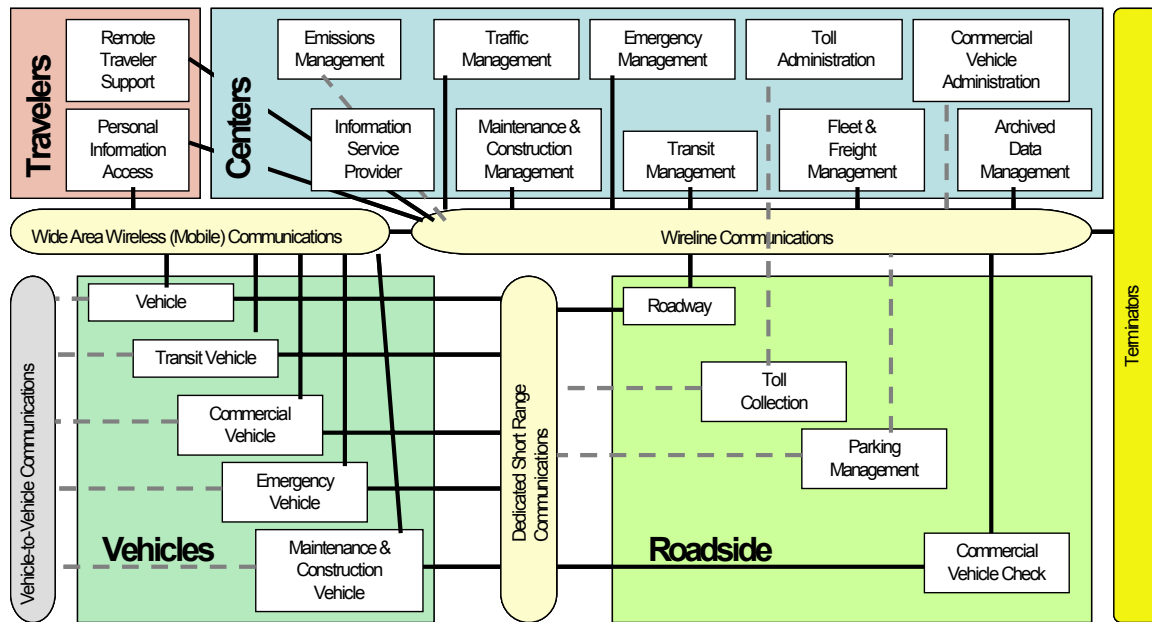 Travelers
Remote
Traveler
Support
Personal
Information
Access
Centers
Emissions
Management
Traffic
Management
Emergency
Management
Toll
Administration
Commercial
Vehicle
Administration
Information
Service
Provider
Maintenance &
Construction
Management
Transit
Management
Fleet &
Freight
Management
Archived
Data
Management
Wide Area Wireless (Mobile) Communications
Wireline Communications
Terminators
Vehicle-to-Vehicle Communications
Vehicle
Transit Vehicle
Commercial
Vehicle
Emergency
Vehicle
Maintenance &
Construction
Vehicle
Vehicles
Dedicated Short Range
Communications
Roadway
Toll
Collection
Parking
Management
Commercial
Vehicle Check
Roadside